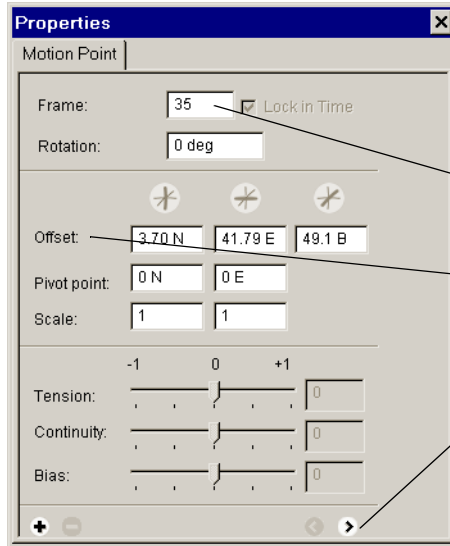 Properties
Motion Point
Frame: 35 Lock in Time
Rotation: 0 deg
Offset: 3.70 N 41.79 E 49.1 B
Pivot point: 0 N 0 E
Scale: 1 1
-1 0 +1
Tension: 0
Continuity: 0
Bias: 0